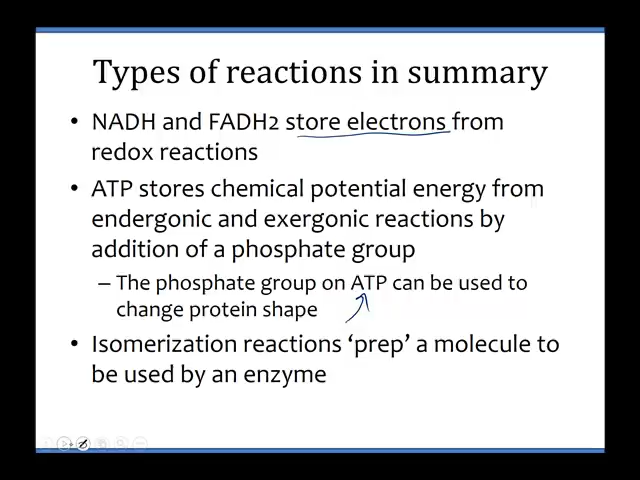 Types of reactions in summary
• NADH and FADH2 store electrons from
redox reactions
• ATP stores chemical potential energy from
endergonic and exergonic reactions by
addition of a phosphate group
– The phosphate group on ATP can be used to
change protein shape
• Isomerization reactions ‘prep’ a molecule to
be used by an enzyme